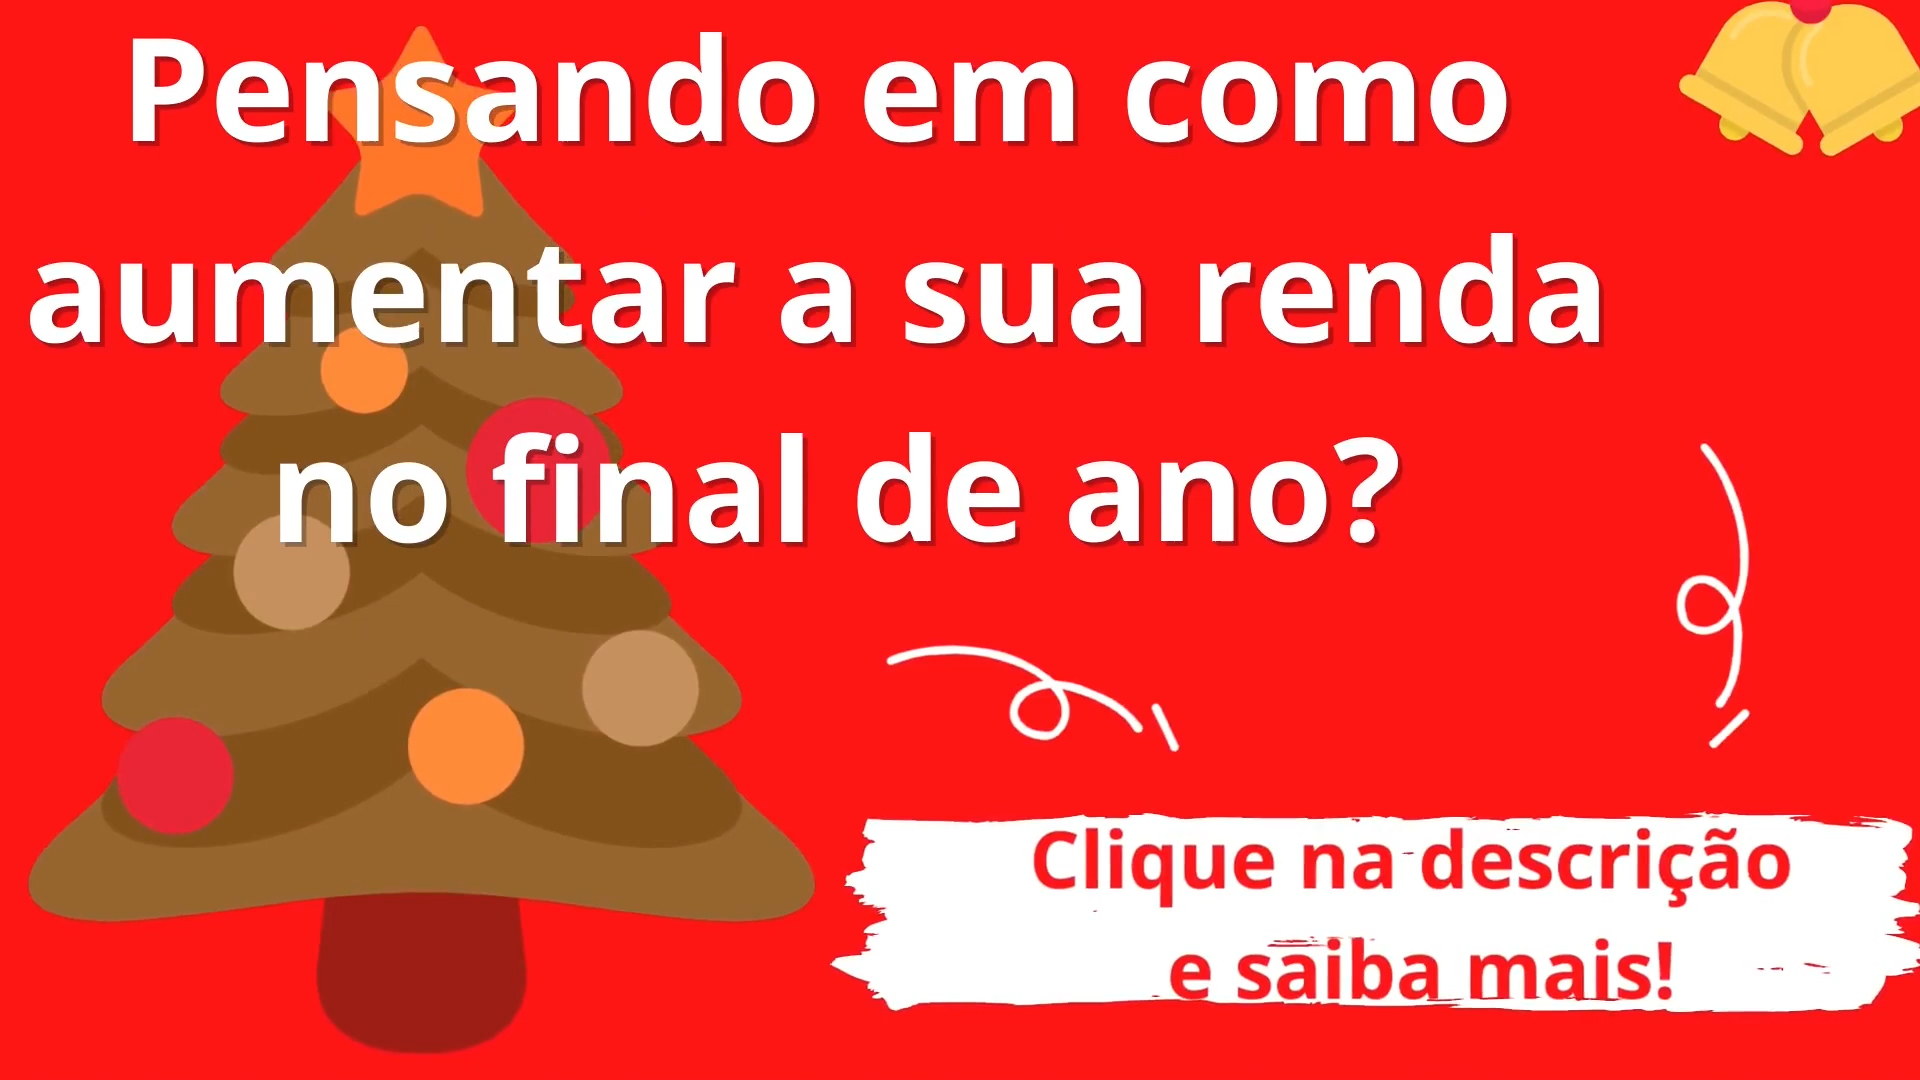 Pensando em como
aumentar a sua renda
no final de ano?
Clique na descrição
e saiba mais!